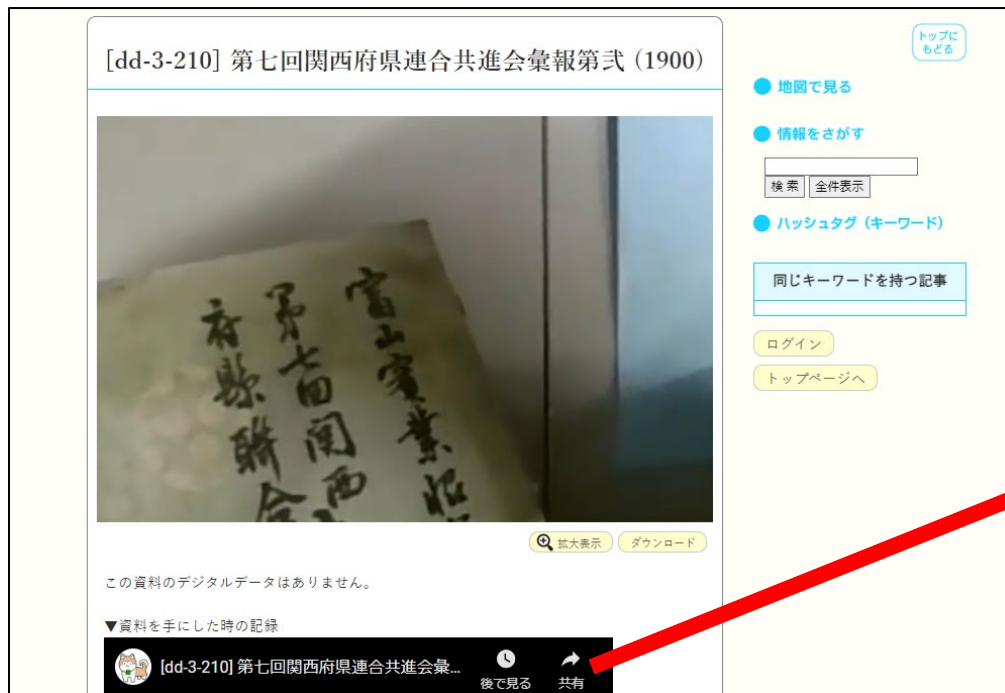 [dd-3-210] 第七回関西府県連合共進会彙報第弐 (1900)
富山實業
第七回関西
府縣聯合
拡大表示
ダウンロード
この資料のデジタルデータはありません。
▼資料を手にした時の記録
[dd-3-210] 第七回関西府県連合共進会彙...
後で見る
共有
トップに
もどる
地図で見る
情報をさがす
検 索
全件表示
ハッシュタグ（キーワード）
同じキーワードを持つ記事
ログイン
トップページへ